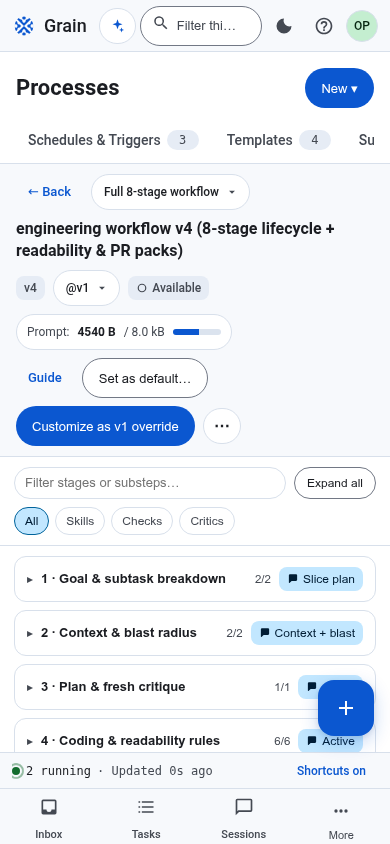 Grain
Filter thi…
OP
Processes
New ▾
Schedules & Triggers 3
Templates 4
Su
← Back
Full 8-stage workflow
engineering workflow v4 (8-stage lifecycle +
readability & PR packs)
v4
@v1
Available
Prompt: 4540 B / 8.0 kB
Guide
Set as default…
Customize as v1 override
Filter stages or substeps…
Expand all
All
Skills
Checks
Critics
1 · Goal & subtask breakdown 2/2 Slice plan
2 · Context & blast radius 2/2 Context + blast
3 · Plan & fresh critique 1/1
4 · Coding & readability rules 6/6 Active
2 running · Updated 0s ago
Shortcuts on
Inbox
Tasks
Sessions
More